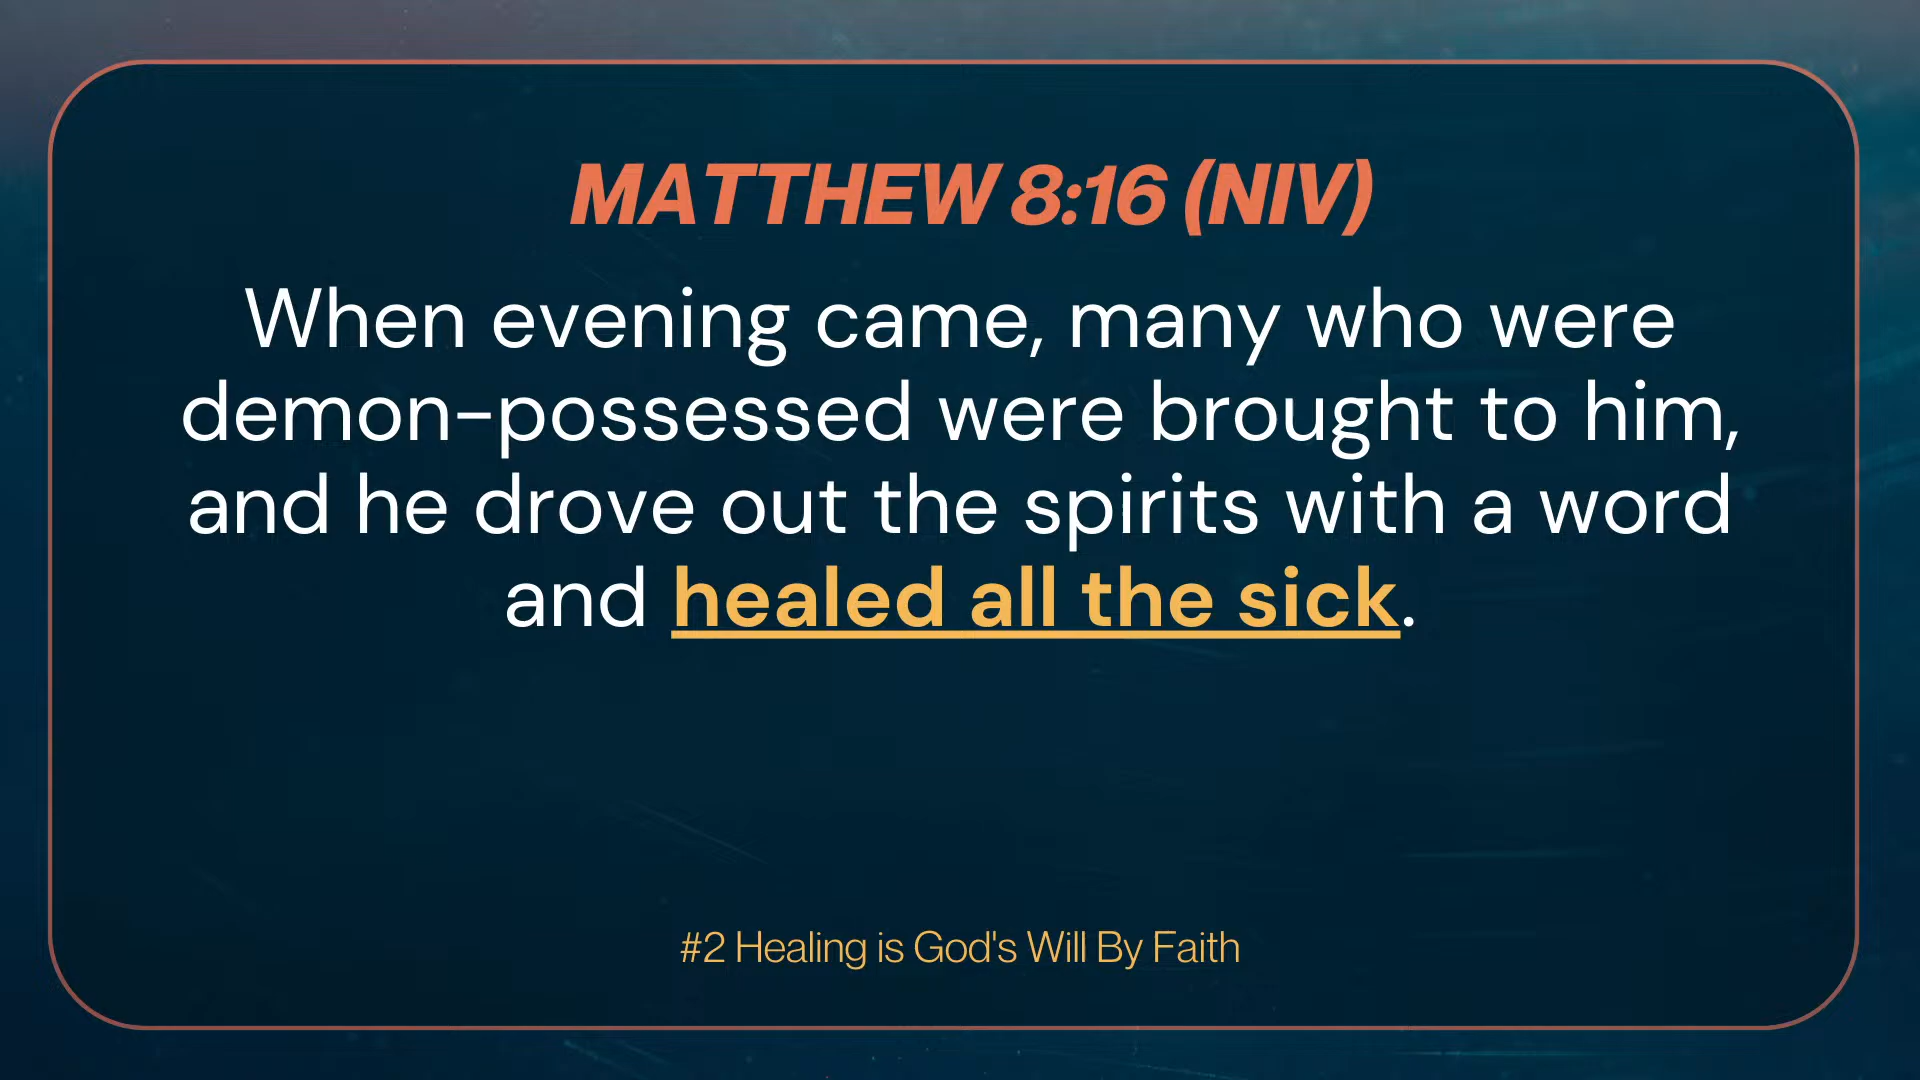 MATTHEW 8:16 (NIV)
When evening came, many who were
demon-possessed were brought to him,
and he drove out the spirits with a word
and healed all the sick.
#2 Healing is God's Will By Faith